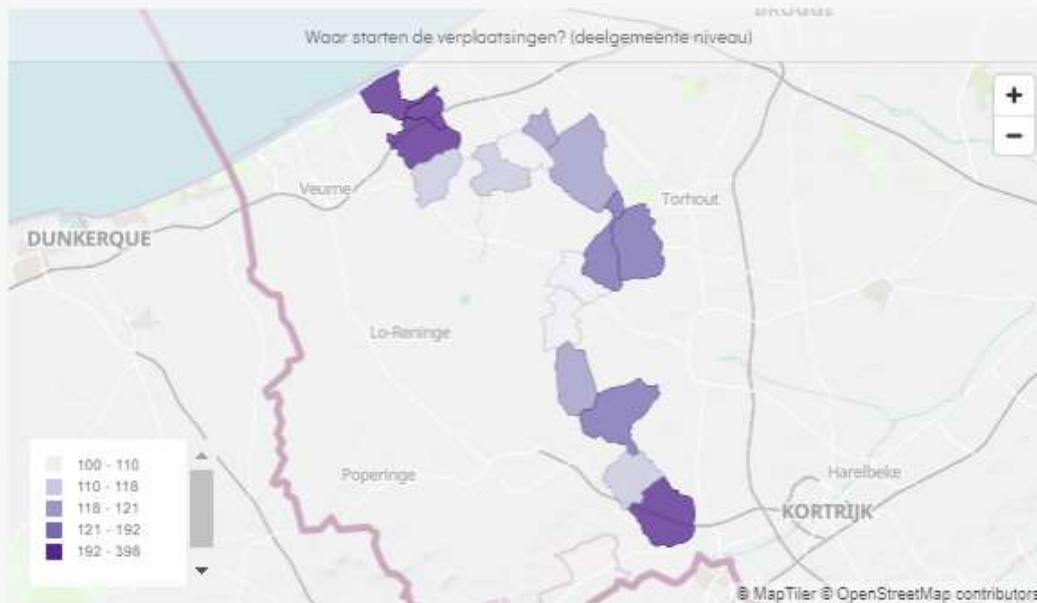 BRUGGE
Waar starten de verplaatsingen? (deelgemeente niveau)
+
−
Veurne
Torhout
DUNKERQUE
Lo-Reninge
Poperinge
Harelbeke
KORTRIJK
100 - 110
110 - 118
118 - 121
121 - 192
192 - 398
© MapTiler © OpenStreetMap contributors